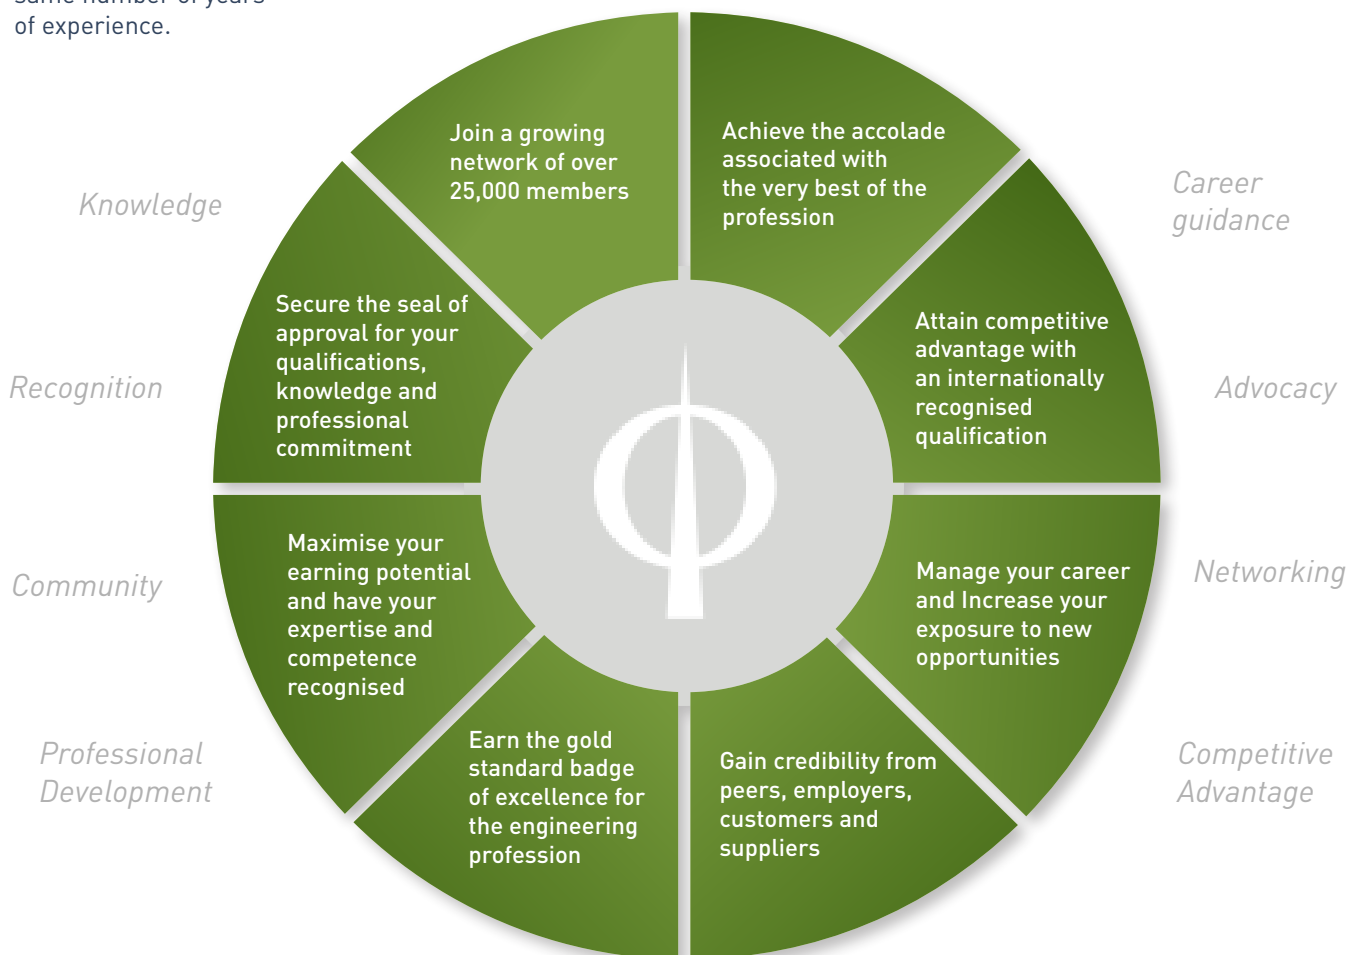 of experience.
Join a growing
network of over
25,000 members
Achieve the accolade
associated with
the very best of the
profession
Knowledge
Career
guidance
Secure the seal of
approval for your
qualifications,
knowledge and
professional
commitment
Attain competitive
advantage with
an internationally
recognised
qualification
Recognition
Advocacy
Maximise your
earning potential
and have your
expertise and
competence
recognised
Manage your career
and Increase your
exposure to new
opportunities
Community
Networking
Professional
Development
Earn the gold
standard badge
of excellence for
the engineering
profession
Gain credibility from
peers, employers,
customers and
suppliers
Competitive
Advantage